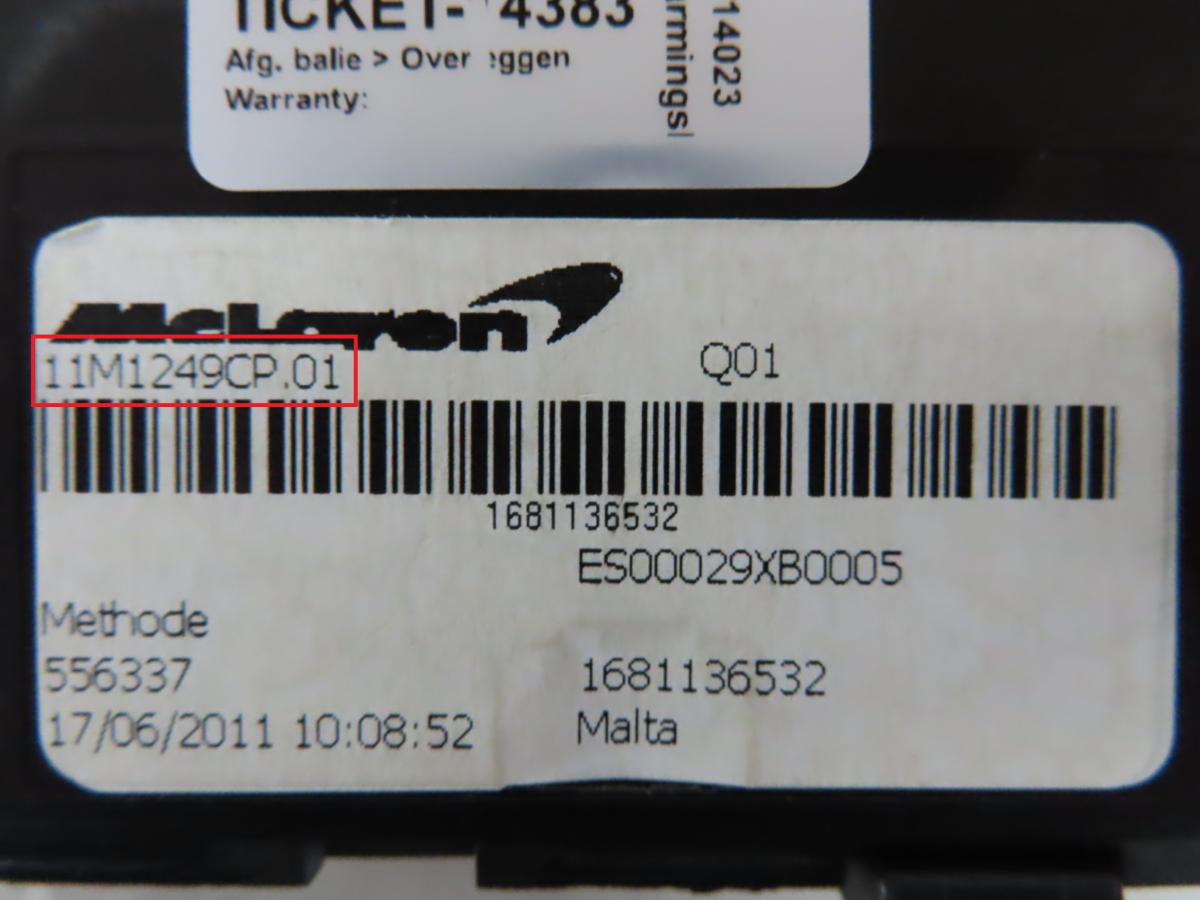 TICKET- 4383
Afg. balie > Over
Warranty:
14023
McLaren
11M1249CP.01
Q01
1681136532
ES00029XB0005
Methode
556337
1681136532
17/06/2011 10:08:52
Malta